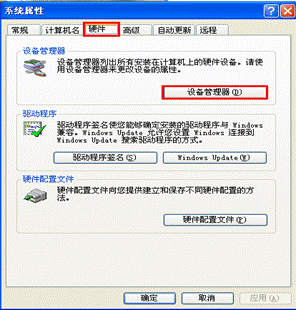 系统属性
常规 计算机名 硬件 高级 自动更新 远程
设备管理器
设备管理器列出所有安装在计算机上的硬件设备。请使
用设备管理器来更改设备的属性。
设备管理器(D)
驱动程序
驱动程序签名使您能够确定安装的驱动程序与 Windows
兼容。Windows Update 允许您设置 Windows 连接到
Windows Update 搜索驱动程序的方式。
驱动程序签名(S) Windows Update(W)
硬件配置文件
硬件配置文件向您提供建立和保存不同硬件配置的方
法。
硬件配置文件(P)
确定 取消 应用(A)